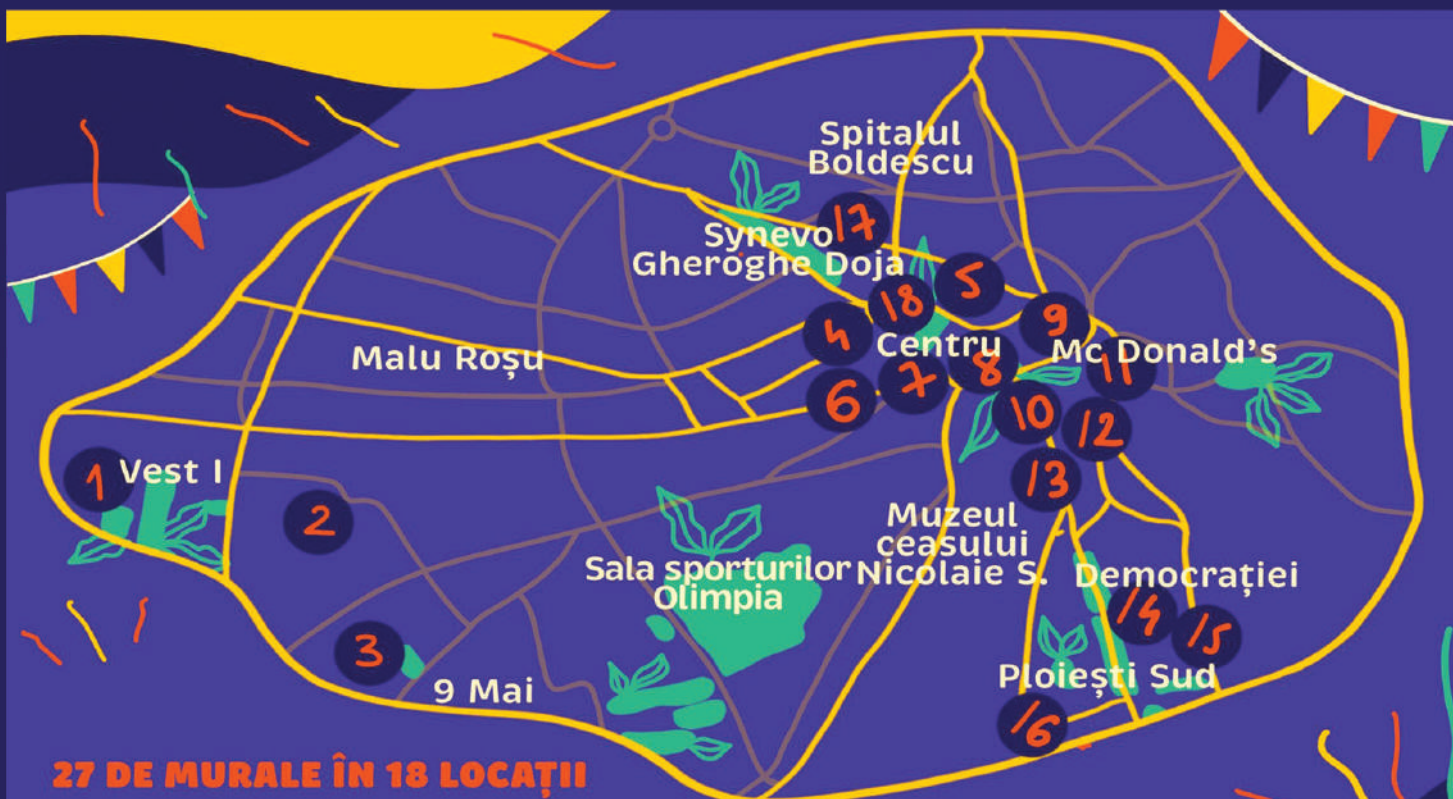 Spitalul
Boldescu
17
Synevo
Gheroghe Doja
5
18
4
9
Centru
Mc Donald's
Malu Roșu
8
11
7
6
10
12
1
Vest I
13
2
Muzeul
ceasului
Nicolaie S.
Sala sporturilor
Olimpia
Democrației
14
15
3
Ploiești Sud
9 Mai
16
27 DE MURALE ÎN 18 LOCAȚII